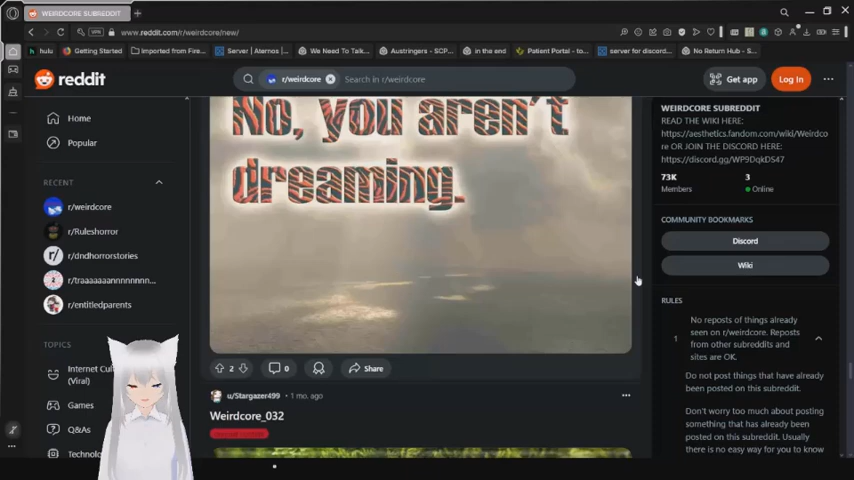 WEIRDCORE SUBREDDIT
VPN
www.reddit.com/r/weirdcore/new/
hulu
Getting Started
Imported from Fire...
Server | Aternos |
We Need To Talk...
Austringers - SCP...
in the end
Patient Portal - to...
server for discord...
No Return Hub - S...
reddit
r/weirdcore
Search in r/weirdcore
Get app
Log In
Home
Popular
RECENT
r/weirdcore
r/Ruleshorror
r/dndhorrorstories
r/traaaaaaannnnnnnn...
r/entitledparents
TOPICS
Internet Cul
(Viral)
Games
Q&As
Technolo
No, you aren't
dreaming.
2
0
Share
u/Stargazer499 • 1 mo. ago
Weirdcore_032
WEIRDCORE SUBREDDIT
READ THE WIKI HERE:
https://aesthetics.fandom.com/wiki/Weirdco
re OR JOIN THE DISCORD HERE:
https://discord.gg/WP9DqkDS47
73K
Members
3
Online
COMMUNITY BOOKMARKS
Discord
Wiki
RULES
1
No reposts of things already
seen on r/weirdcore. Reposts
from other subreddits and
sites are OK.
Do not post things that have already
been posted on this subreddit.
Don't worry too much about posting
something that has already been
posted on this subreddit. Usually
there is no easy way for you to know